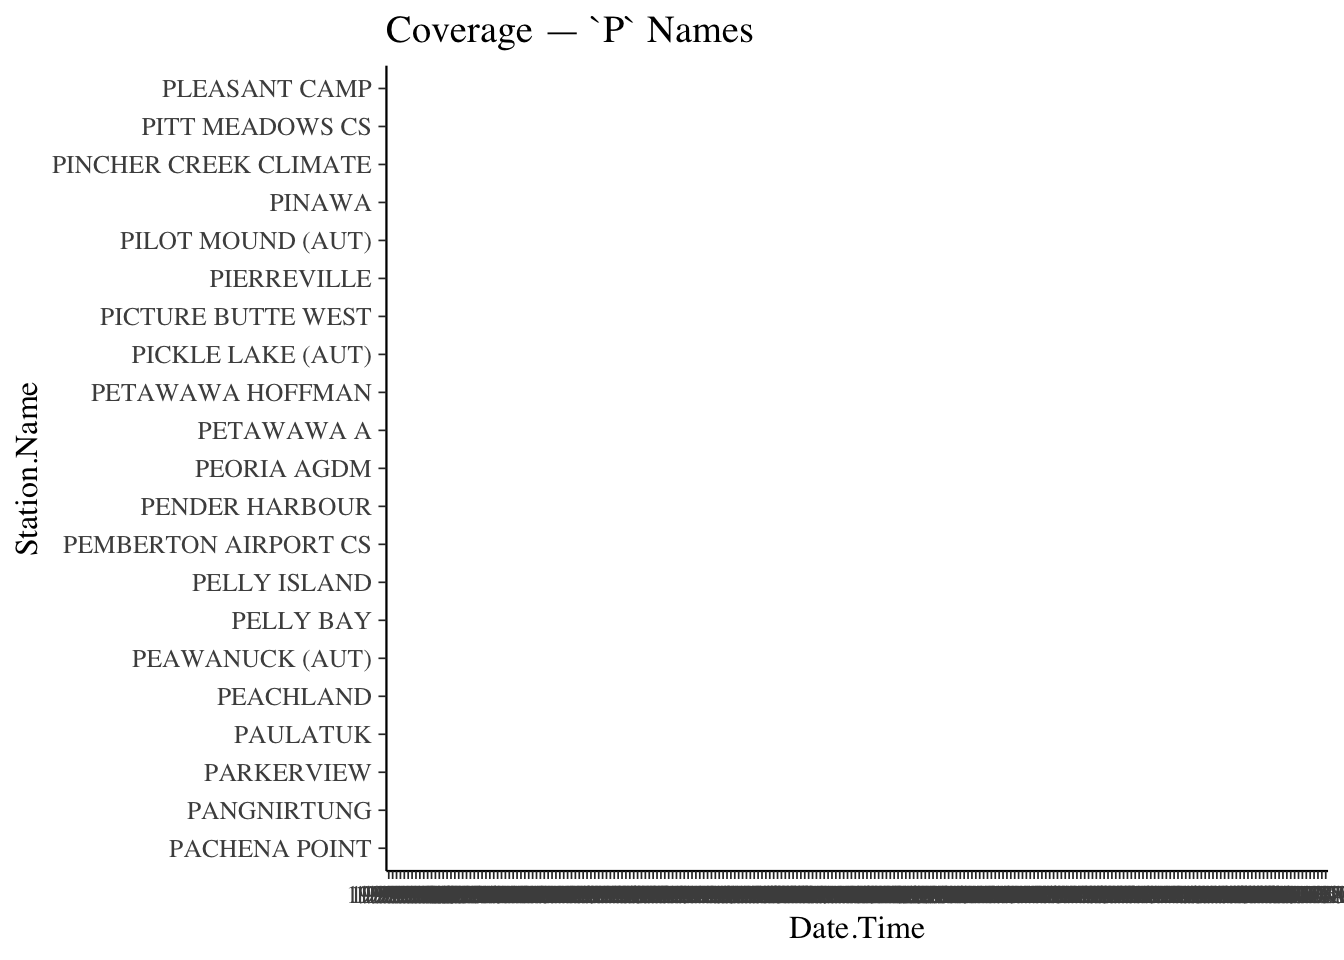 Coverage — `P` Names
PLEASANT CAMP
PITT MEADOWS CS
PINCHER CREEK CLIMATE
PINAWA
PILOT MOUND (AUT)
PIERREVILLE
PICTURE BUTTE WEST
PICKLE LAKE (AUT)
PETAWAWA HOFFMAN
PETAWAWA A
PEORIA AGDM
PENDER HARBOUR
PEMBERTON AIRPORT CS
PELLY ISLAND
PELLY BAY
PEAWANUCK (AUT)
PEACHLAND
PAULATUK
PARKERVIEW
PANGNIRTUNG
PACHENA POINT
Station.Name
Date.Time